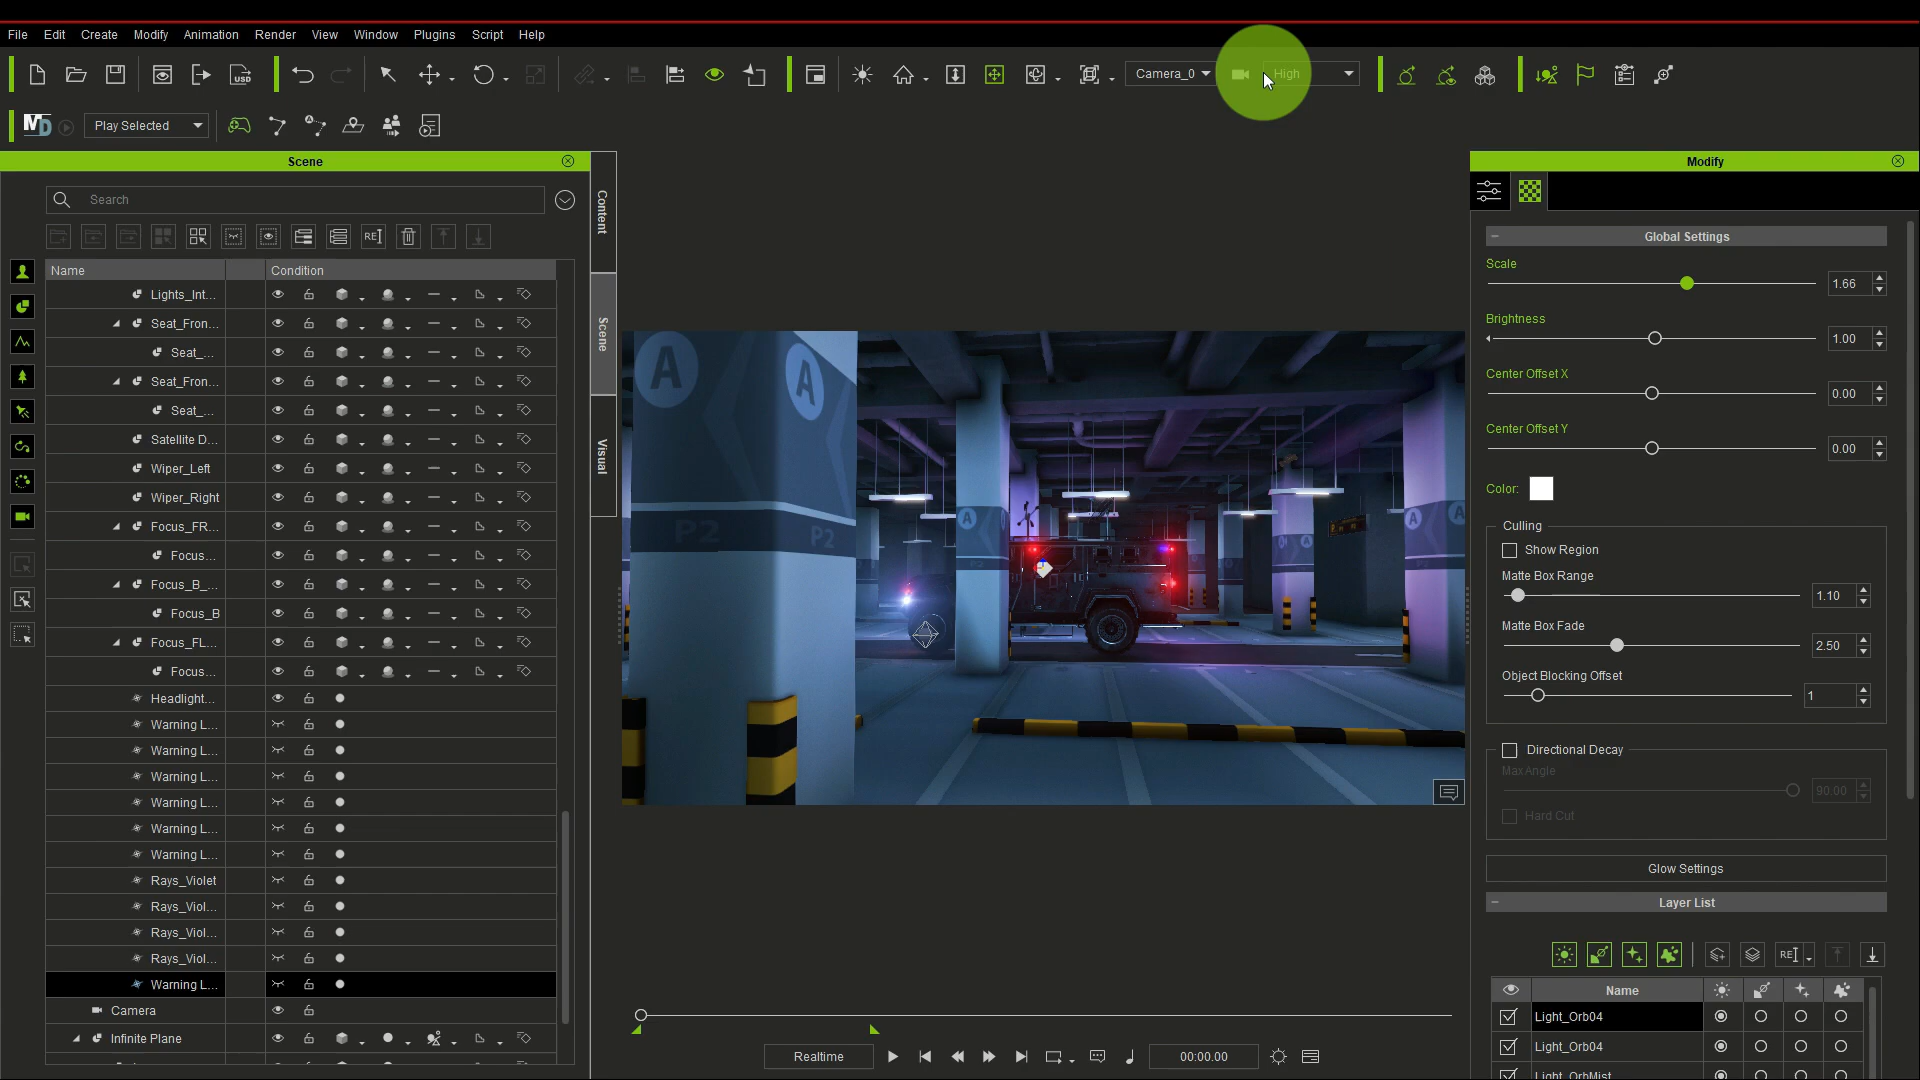 File Edit Create Modify Animation Render View Window Plugins Script Help
USD Camera_0 High
MD Play Selected
Scene
Modify
Content
Scene
Visual
Search
REI
Name Condition
Lights_Int...
Seat_Fron...
Seat_...
Seat_Fron...
Seat_...
Satellite D...
Wiper_Left
Wiper_Right
Focus_FR...
Focus...
Focus_B_...
Focus_B
Focus_FL...
Focus...
Headlight...
Warning L...
Warning L...
Warning L...
Warning L...
Warning L...
Warning L...
Rays_Violet
Rays_Viol...
Rays_Viol...
Rays_Viol...
Warning L...
Camera
Infinite Plane
A A
P2 P2
A A A
Realtime 00:00.00
Global Settings
Scale
1.66
Brightness
1.00
Center Offset X
0.00
Center Offset Y
0.00
Color:
Culling
Show Region
Matte Box Range
1.10
Matte Box Fade
2.50
Object Blocking Offset
1
Directional Decay
Max Angle
90.00
Hard Cut
Glow Settings
Layer List
REI
Name
Light_Orb04
Light_Orb04
Light_OrbMist